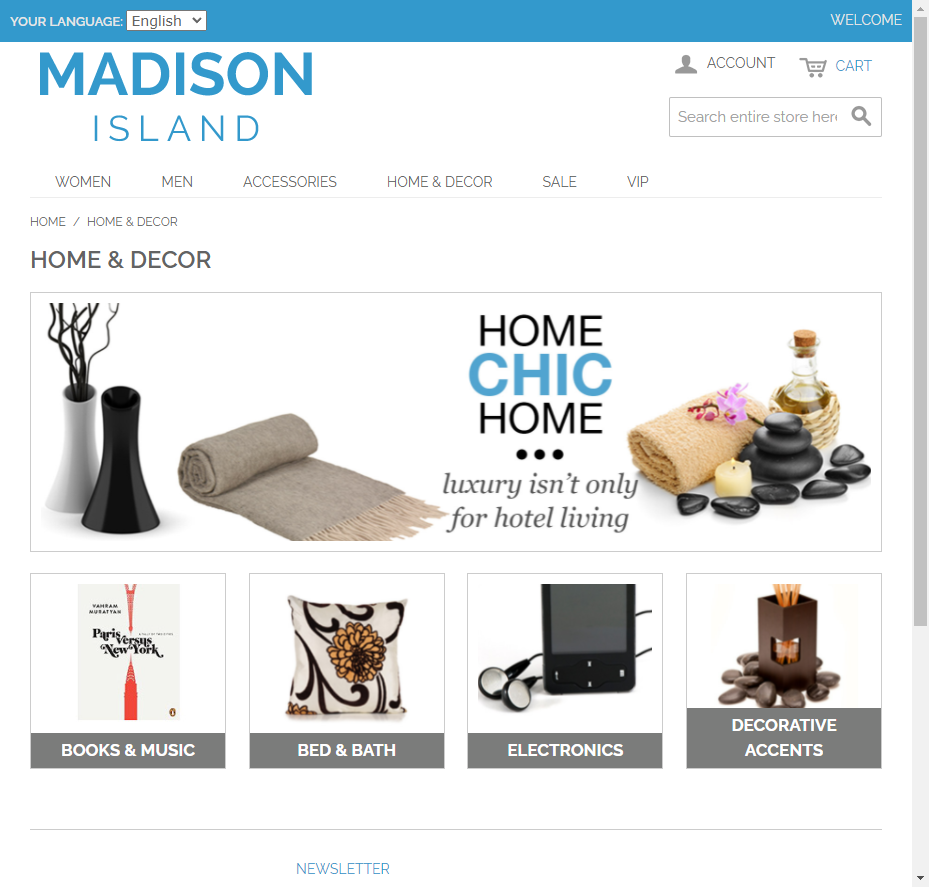 YOUR LANGUAGE: English
WELCOME
MADISON
ISLAND
ACCOUNT
CART
Search entire store here
WOMEN MEN ACCESSORIES HOME & DECOR SALE VIP
HOME / HOME & DECOR
HOME & DECOR
HOME
CHIC
HOME
luxury isn't only
for hotel living
VAHRAM
MURATYAN
Paris
versus
New York
BOOKS & MUSIC
BED & BATH
ELECTRONICS
DECORATIVE
ACCENTS
NEWSLETTER